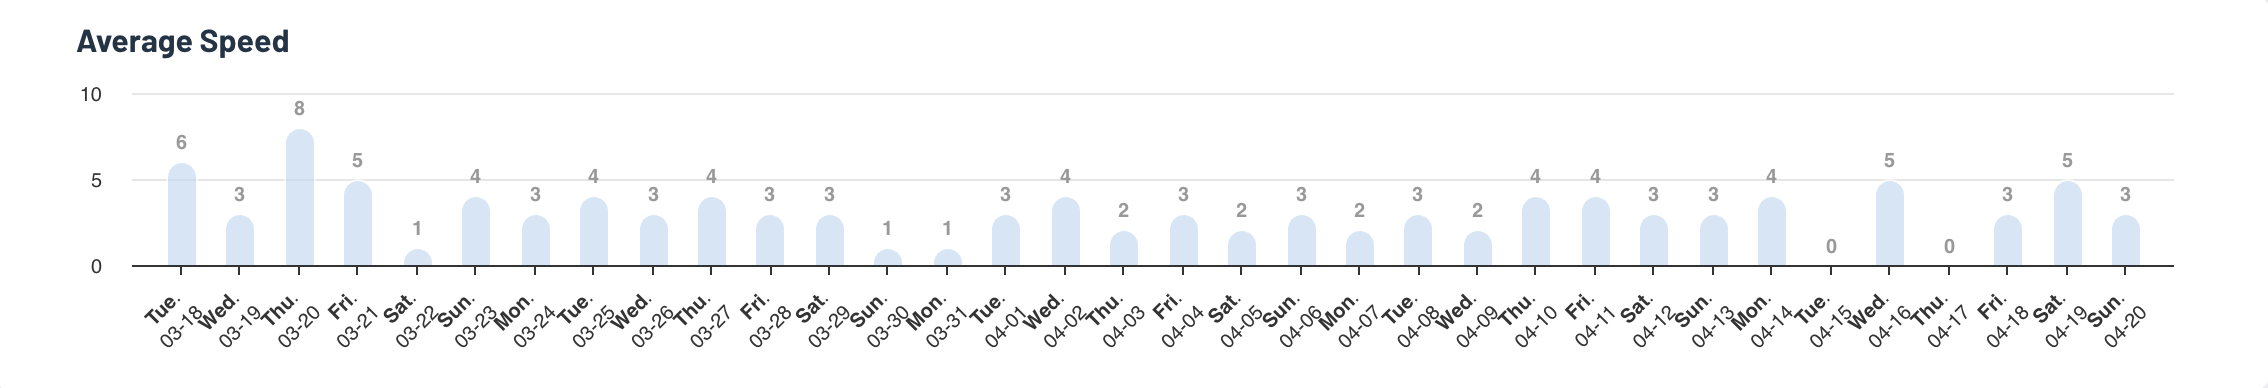 Average Speed
10
5
0
6
3
8
5
1
4
3
4
3
4
3
3
1
1
3
4
2
3
2
3
2
3
2
4
4
3
3
4
0
5
0
3
5
3
Tue.
03-18
Wed.
03-19
Thu.
03-20
Fri.
03-21
Sat.
03-22
Sun.
03-23
Mon.
03-24
Tue.
03-25
Wed.
03-26
Thu.
03-27
Fri.
03-28
Sat.
03-29
Sun.
03-30
Mon.
03-31
Tue.
04-01
Wed.
04-02
Thu.
04-03
Fri.
04-04
Sat.
04-05
Sun.
04-06
Mon.
04-07
Tue.
04-08
Wed.
04-09
Thu.
04-10
Fri.
04-11
Sat.
04-12
Sun.
04-13
Mon.
04-14
Tue.
04-15
Wed.
04-16
Thu.
04-17
Fri.
04-18
Sat.
04-19
Sun.
04-20